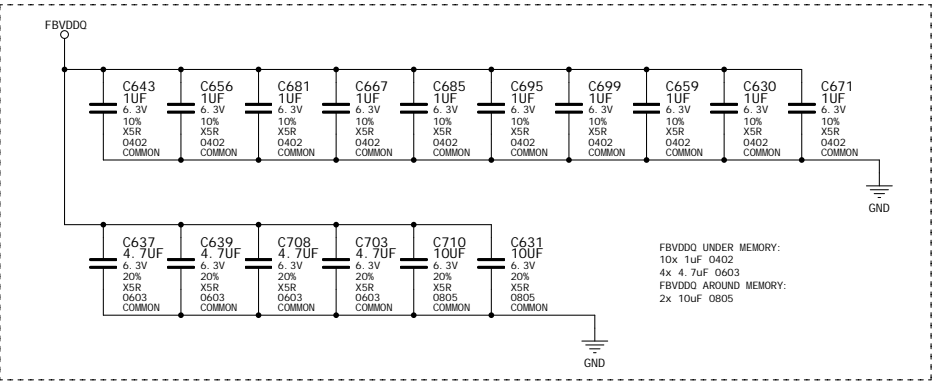 FBVDDQ
C643 C656 C681 C667 C685 C695 C699 C659 C630 C671
1UF 1UF 1UF 1UF 1UF 1UF 1UF 1UF 1UF 1UF
6.3V 6.3V 6.3V 6.3V 6.3V 6.3V 6.3V 6.3V 6.3V 6.3V
10% 10% 10% 10% 10% 10% 10% 10% 10% 10%
X5R X5R X5R X5R X5R X5R X5R X5R X5R X5R
0402 0402 0402 0402 0402 0402 0402 0402 0402 0402
COMMON COMMON COMMON COMMON COMMON COMMON COMMON COMMON COMMON COMMON
GND
C637 C639 C708 C703 C710 C631
4.7UF 4.7UF 4.7UF 4.7UF 10UF 10UF
6.3V 6.3V 6.3V 6.3V 6.3V 6.3V
20% 20% 20% 20% 20% 20%
X5R X5R X5R X5R X5R X5R
0603 0603 0603 0603 0805 0805
COMMON COMMON COMMON COMMON COMMON COMMON
GND
FBVDDQ UNDER MEMORY:
10x 1uF 0402
4x 4.7uF 0603
FBVDDQ AROUND MEMORY:
2x 10uF 0805